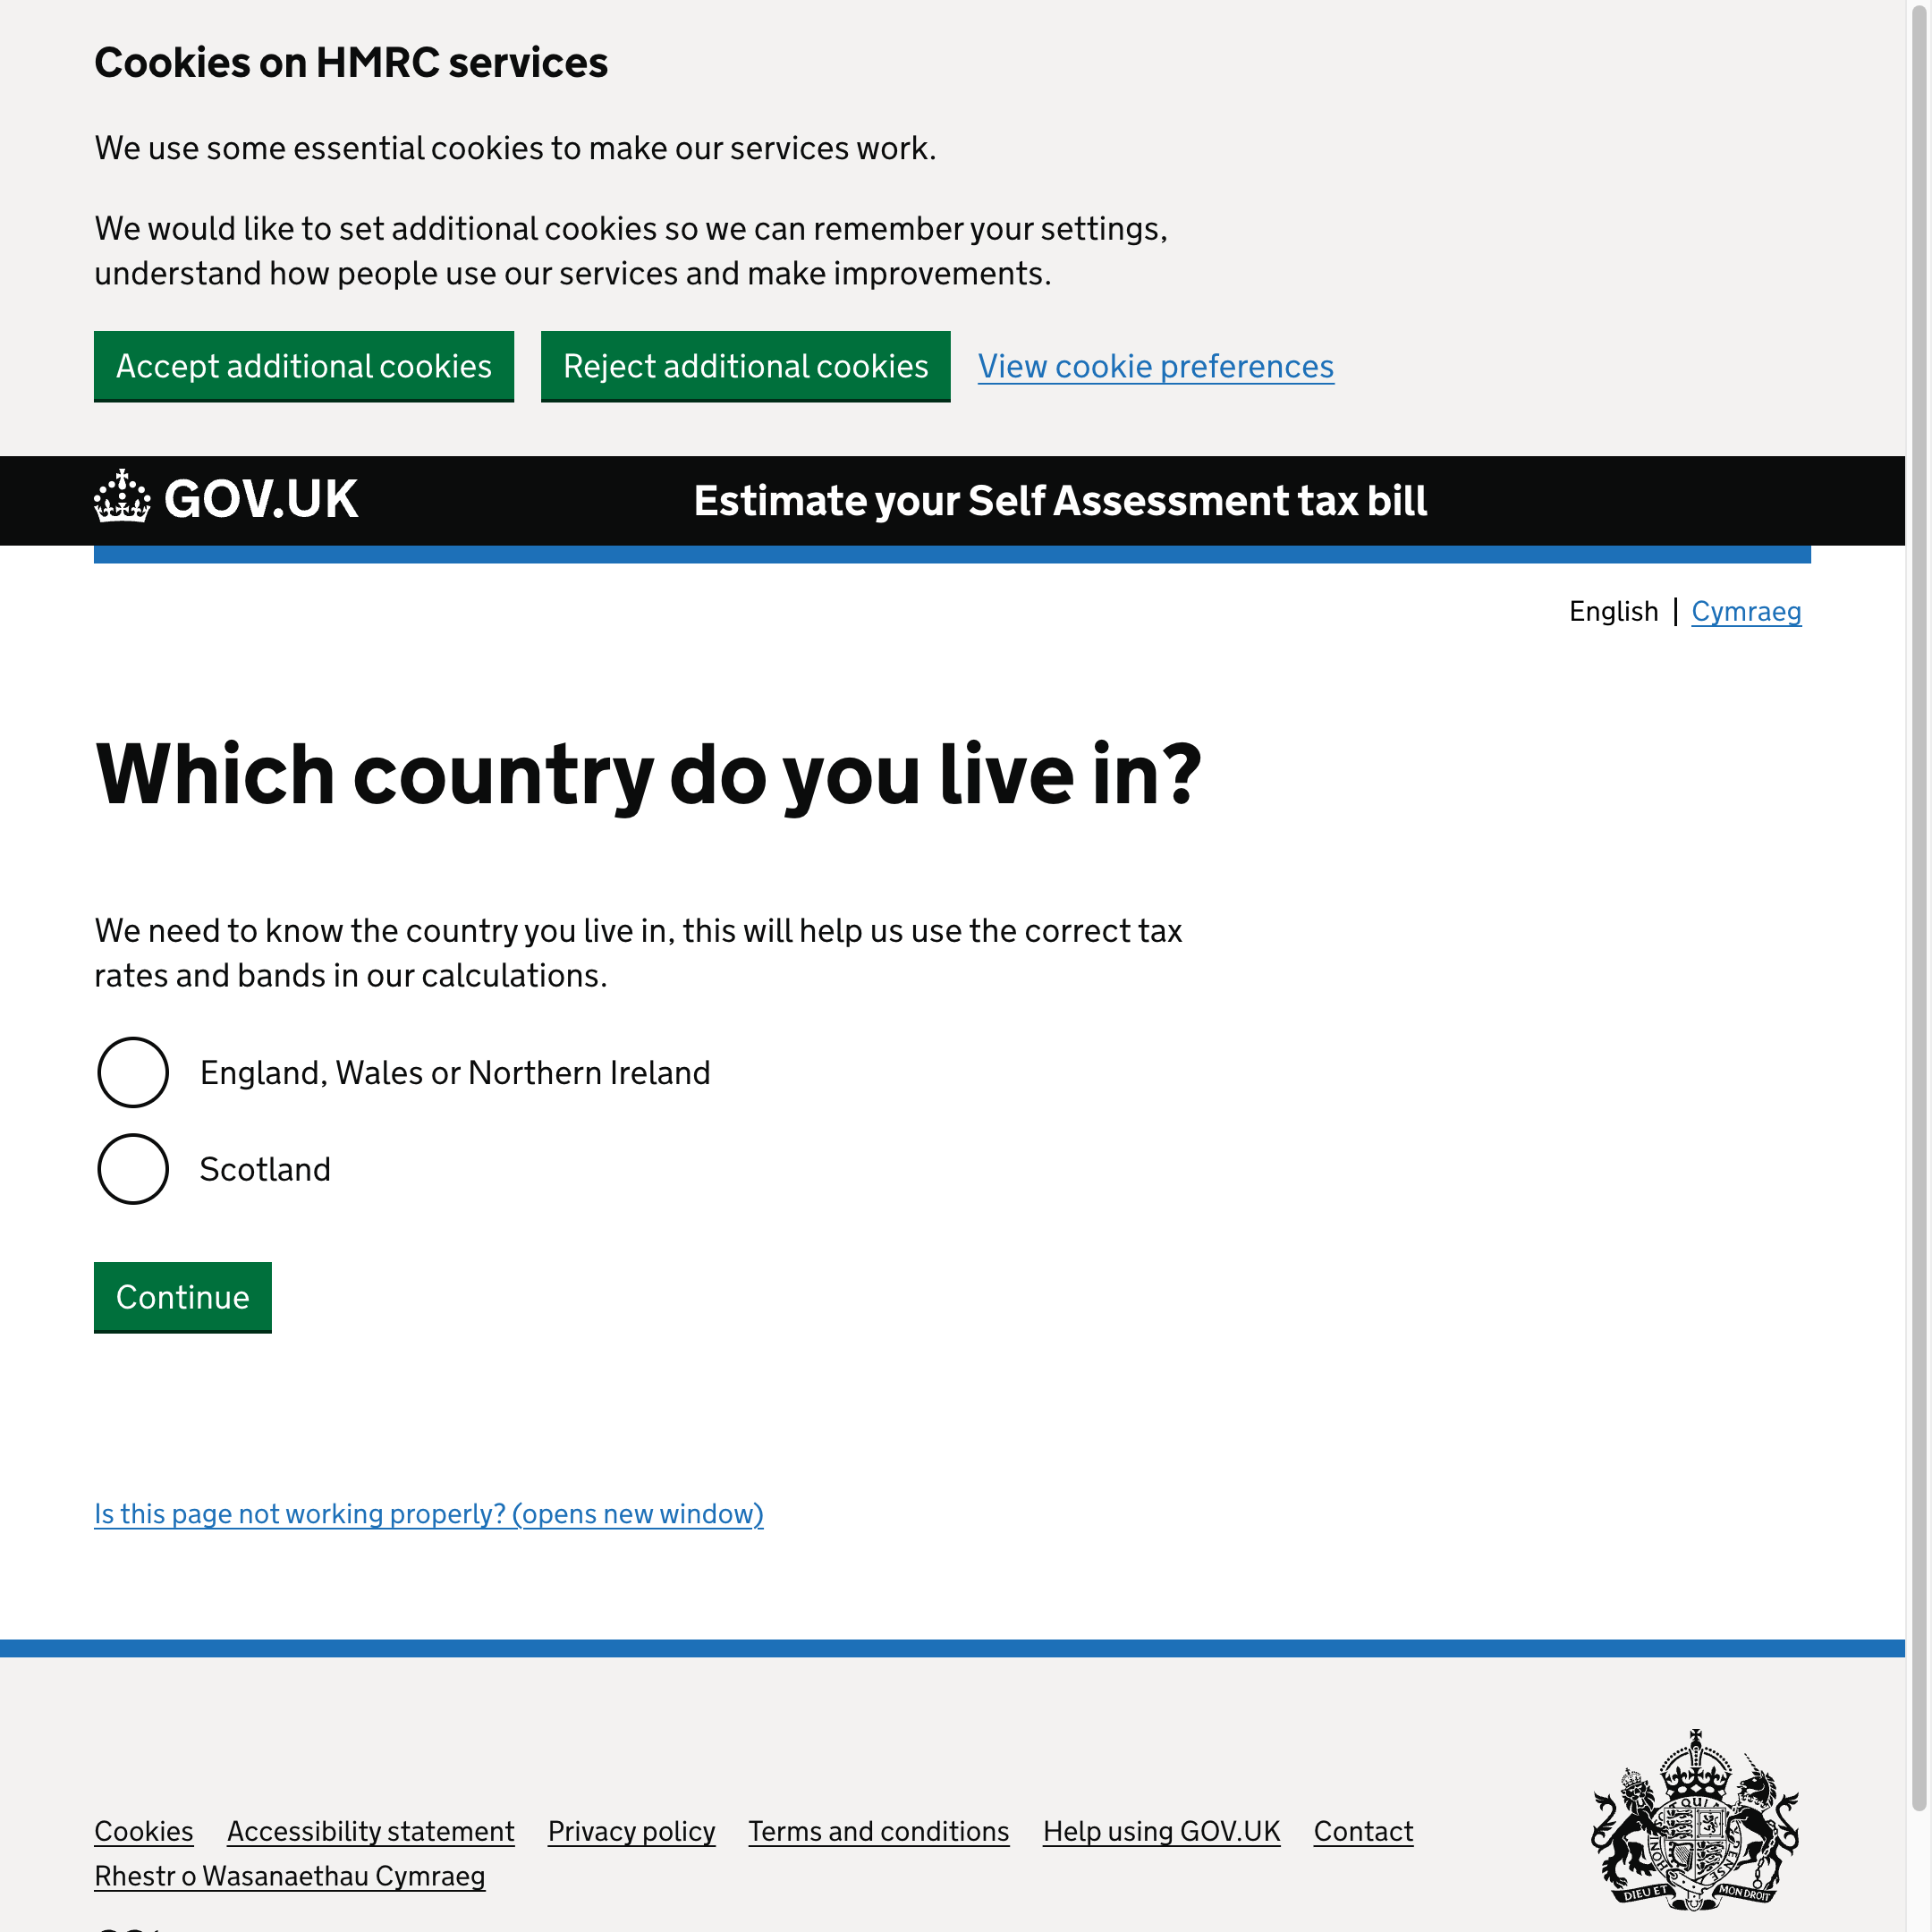 Cookies on HMRC services
We use some essential cookies to make our services work.
We would like to set additional cookies so we can remember your settings,
understand how people use our services and make improvements.
Accept additional cookies
Reject additional cookies
View cookie preferences
GOV.UK
Estimate your Self Assessment tax bill
English | Cymraeg
Which country do you live in?
We need to know the country you live in, this will help us use the correct tax
rates and bands in our calculations.
England, Wales or Northern Ireland
Scotland
Continue
Is this page not working properly? (opens new window)
Cookies Accessibility statement Privacy policy Terms and conditions Help using GOV.UK Contact
Rhestr o Wasanaethau Cymraeg
DIEU ET MON DROIT